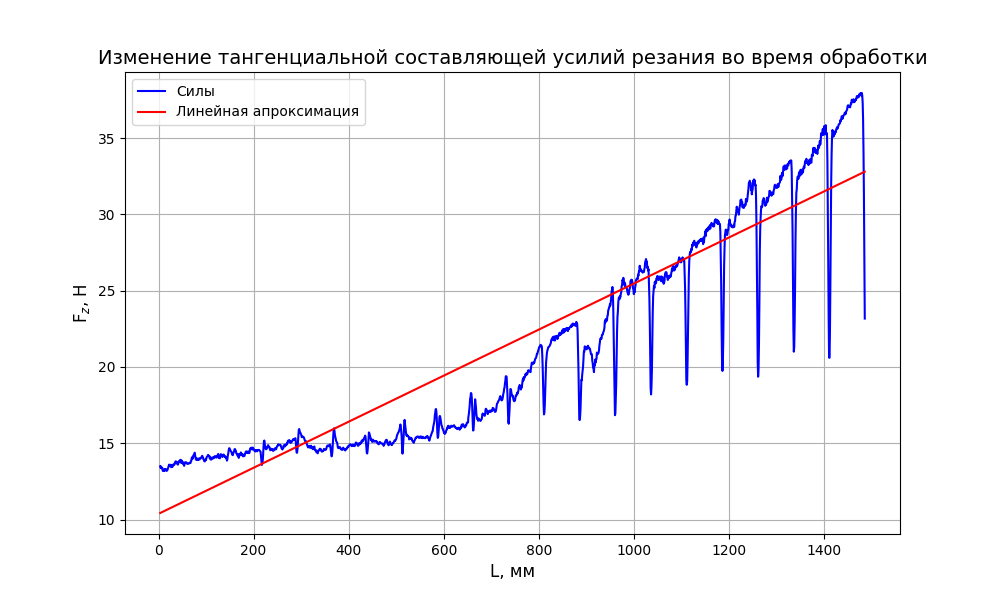 Изменение тангенциальной составляющей усилий резания во время обработки
Силы
Линейная апроксимация
35
30
25
20
15
10
F_z, Н
0 200 400 600 800 1000 1200 1400
L, мм